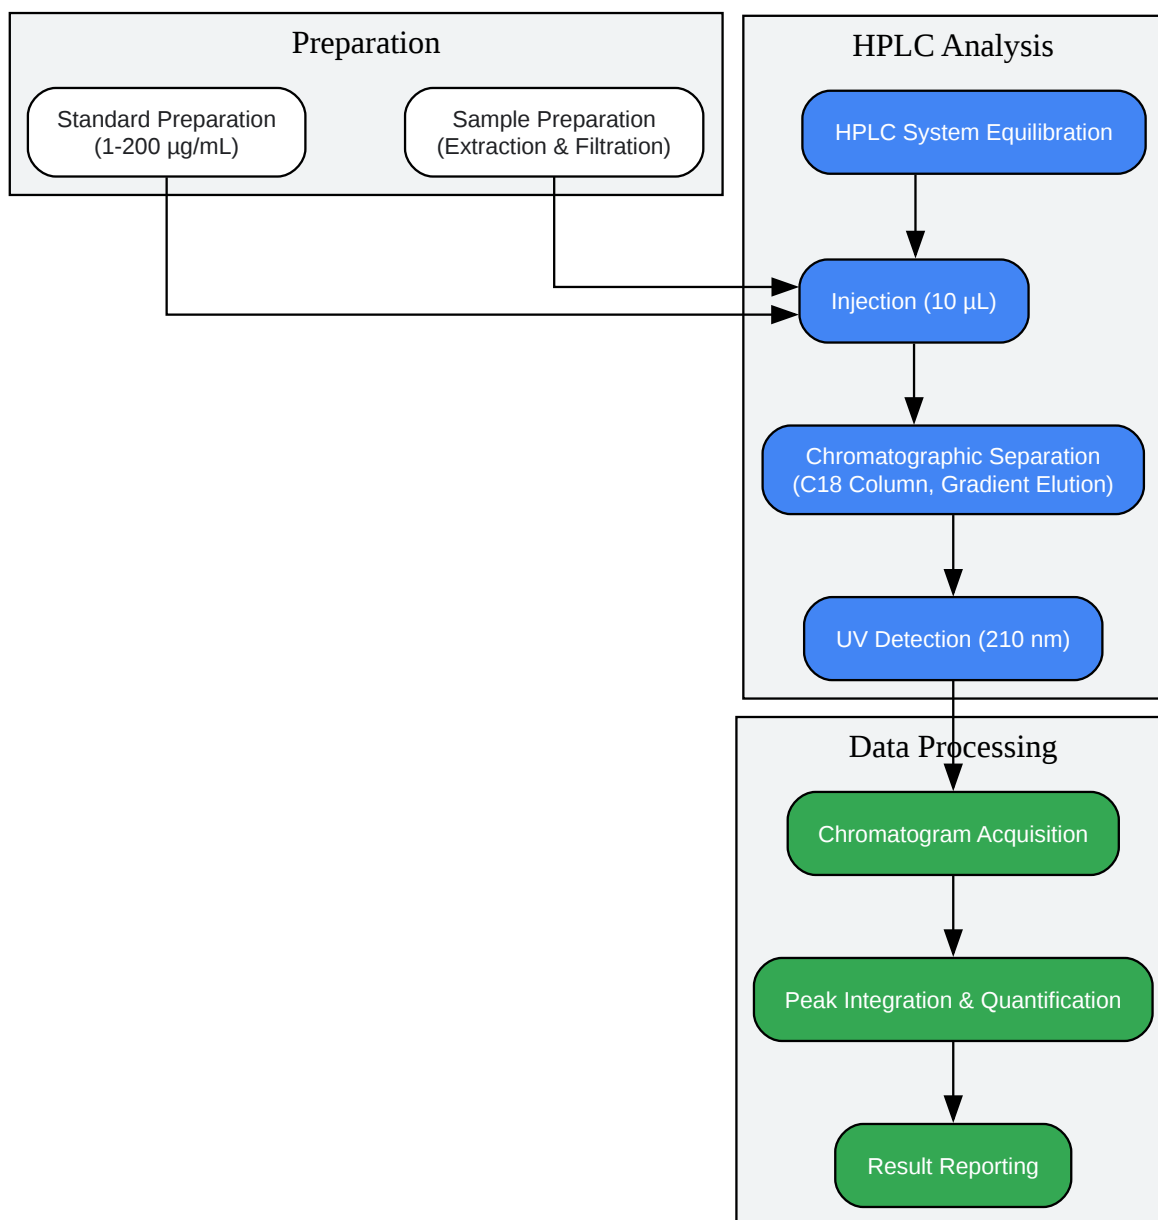 Preparation
Standard Preparation
(1-200 µg/mL)
Sample Preparation
(Extraction & Filtration)
HPLC Analysis
HPLC System Equilibration
Injection (10 µL)
Chromatographic Separation
(C18 Column, Gradient Elution)
UV Detection (210 nm)
Data Processing
Chromatogram Acquisition
Peak Integration & Quantification
Result Reporting